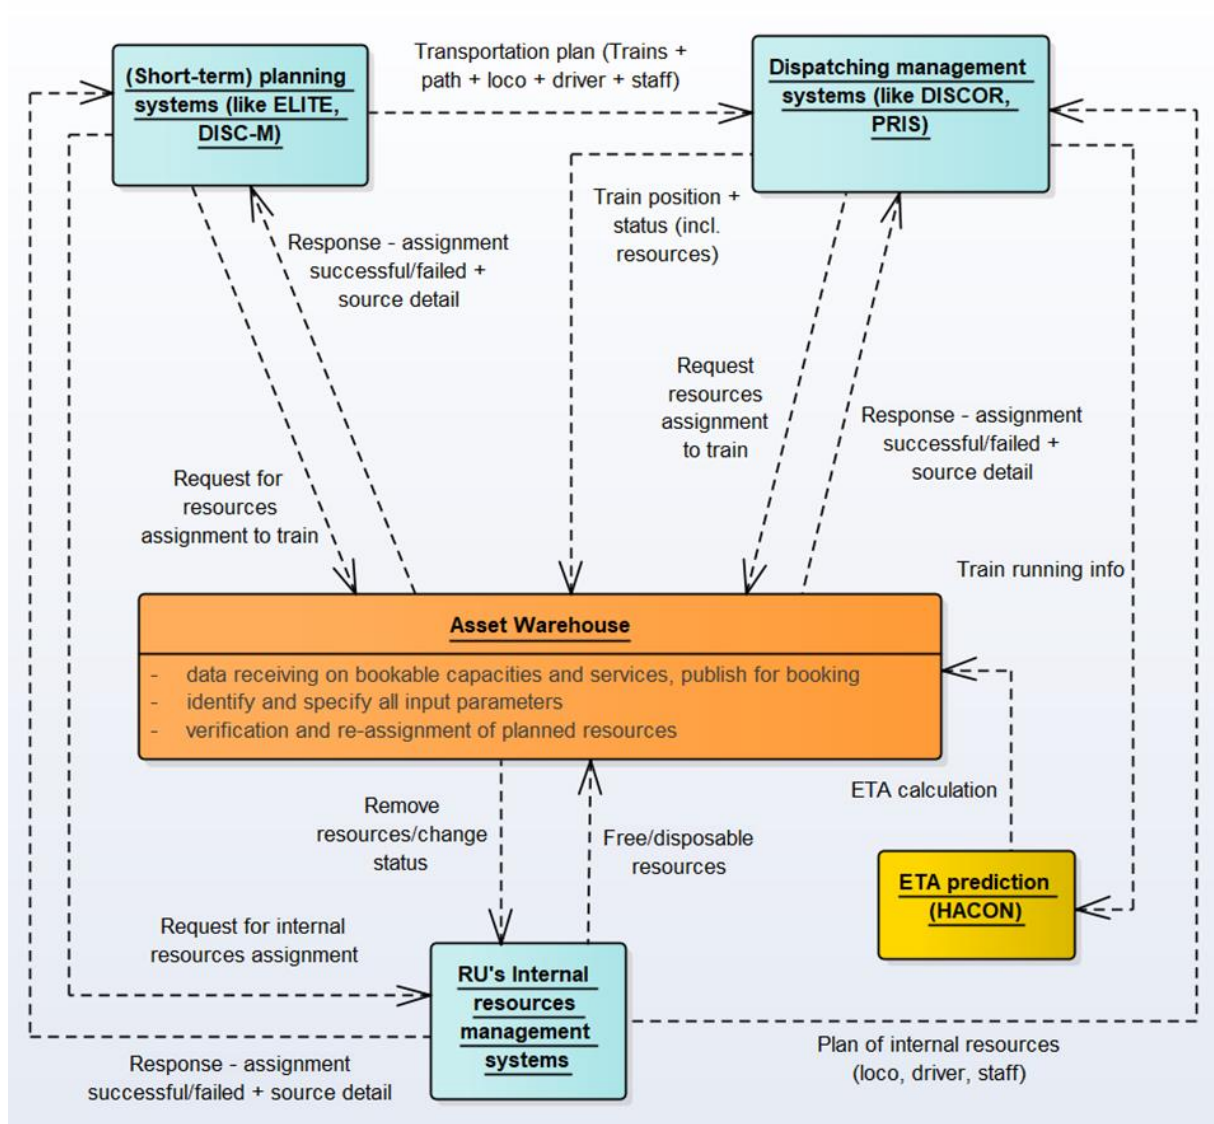 Transportation plan (Trains +
path + loco + driver + staff)
(Short-term) planning
systems (like ELITE,
DISC-M)
Dispatching management
systems (like DISCOR,
PRIS)
Train position +
status (incl.
resources)
Response - assignment
successful/failed +
source detail
Request
resources
assignment
to train
Response - assignment
successful/failed +
source detail
Request for
resources
assignment to train
Train running info
Asset Warehouse
- data receiving on bookable capacities and services, publish for booking
- identify and specify all input parameters
- verification and re-assignment of planned resources
ETA calculation
Remove
resources/change
status
Free/disposable
resources
ETA prediction
(HACON)
Request for internal
resources assignment
RU's Internal
resources
management
systems
Plan of internal resources
(loco, driver, staff)
Response - assignment
successful/failed + source detail